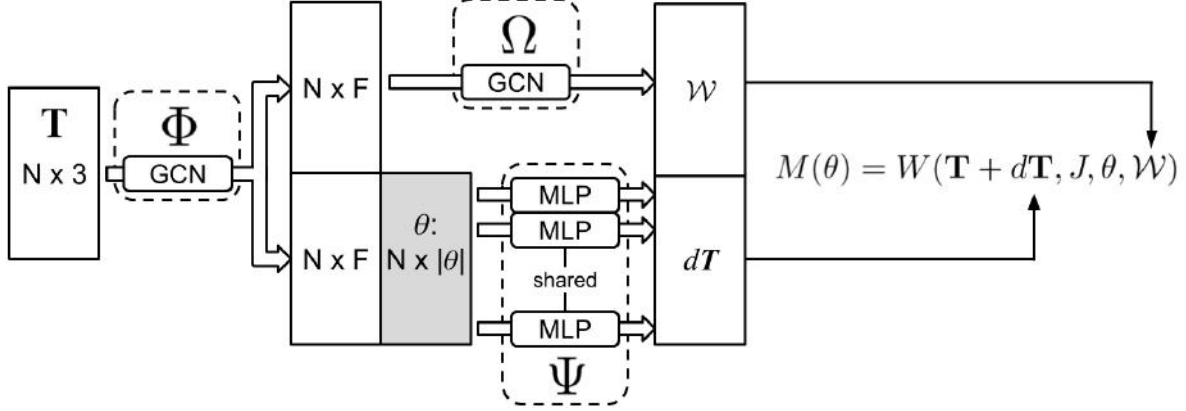 T
N x 3
Φ
GCN
N x F
Ω
GCN
𝒲
N x F
θ:
N x |θ|
MLP
MLP
shared
MLP
Ψ
dT
M(θ) = W(T + dT, J, θ, 𝒲)